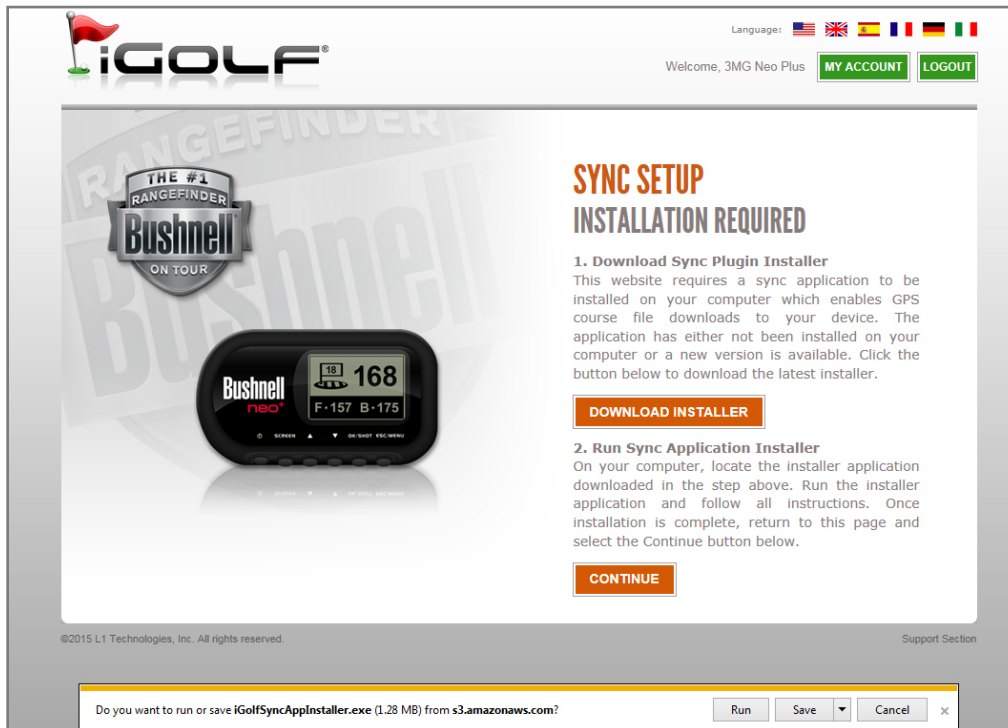 iGOLF®
Language:
Welcome, 3MG Neo Plus
MY ACCOUNT
LOGOUT
RANGEFINDER
Bushnell
THE #1
RANGEFINDER
Bushnell
ON TOUR
SYNC SETUP
INSTALLATION REQUIRED
1. Download Sync Plugin Installer
This website requires a sync application to be
installed on your computer which enables GPS
course file downloads to your device. The
application has either not been installed on your
computer or a new version is available. Click the
button below to download the latest installer.
DOWNLOAD INSTALLER
2. Run Sync Application Installer
On your computer, locate the installer application
downloaded in the step above. Run the installer
application and follow all instructions. Once
installation is complete, return to this page and
select the Continue button below.
CONTINUE
Bushnell
neo+
18 168
F·157 B·175
SCREEN ▲ ▼ OK/SHOT ESC/MENU
©2015 L1 Technologies, Inc. All rights reserved.
Support Section
Do you want to run or save iGolfSyncAppInstaller.exe (1.28 MB) from s3.amazonaws.com?
Run
Save
Cancel